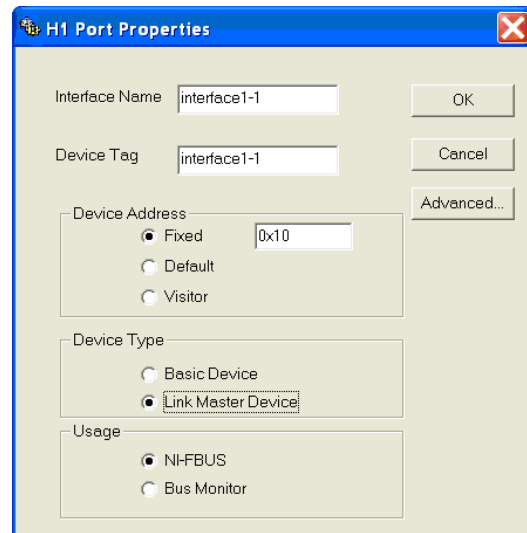 H1 Port Properties
Interface Name interface1-1 OK
Device Tag interface1-1 Cancel
Advanced...
Device Address
Fixed 0x10
Default
Visitor
Device Type
Basic Device
Link Master Device
Usage
NI-FBUS
Bus Monitor